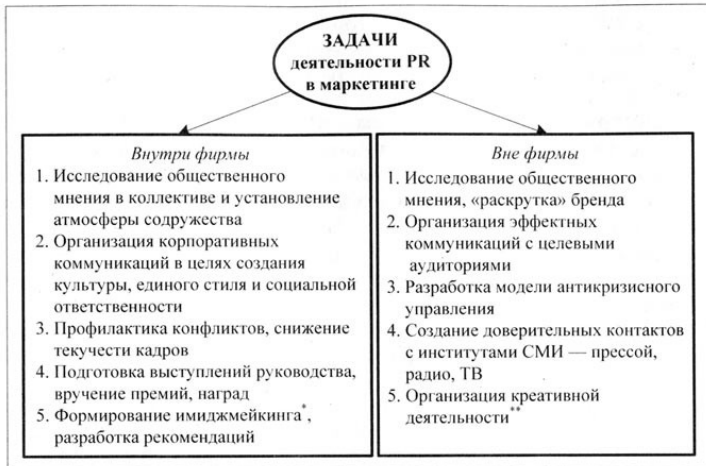 ЗАДАЧИ
деятельности PR
в маркетинге
Внутри фирмы
1. Исследование общественного
мнения в коллективе и установление
атмосферы содружества
2. Организация корпоративных
коммуникаций в целях создания
культуры, единого стиля и социальной
ответственности
3. Профилактика конфликтов, снижение
текучести кадров
4. Подготовка выступлений руководства,
вручение премий, наград
5. Формирование имиджмейкинга*,
разработка рекомендаций
Вне фирмы
1. Исследование общественного
мнения, «раскрутка» бренда
2. Организация эффектных
коммуникаций с целевыми
аудиториями
3. Разработка модели антикризисного
управления
4. Создание доверительных контактов
с институтами СМИ — прессой,
радио, ТВ
5. Организация креативной
деятельности**